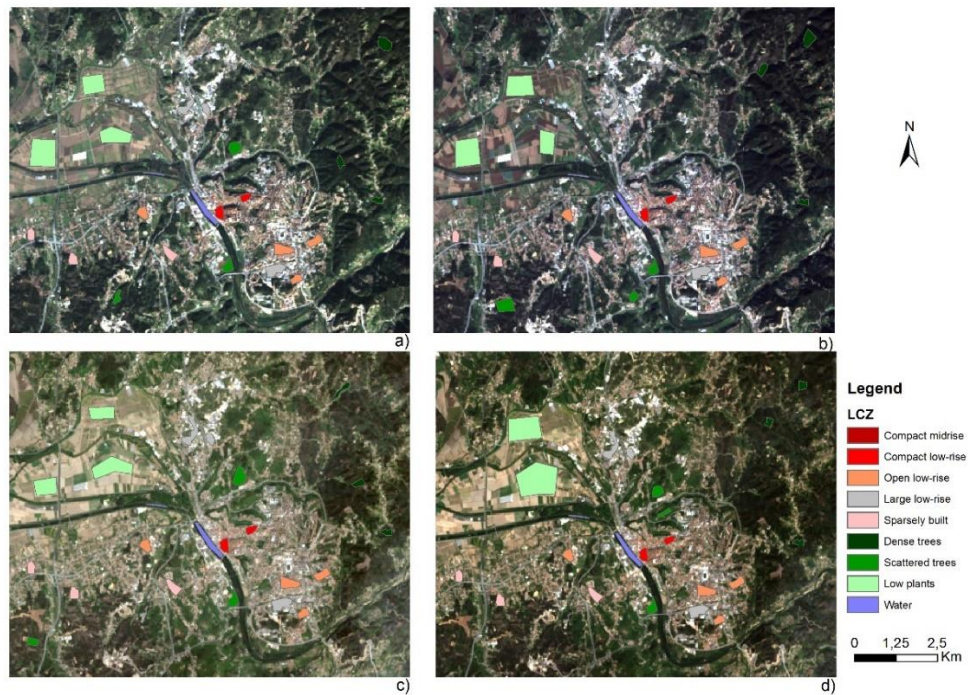 N
a)
b)
c)
d)
Legend
LCZ
Compact midrise
Compact low-rise
Open low-rise
Large low-rise
Sparsely built
Dense trees
Scattered trees
Low plants
Water
0 1,25 2,5
Km